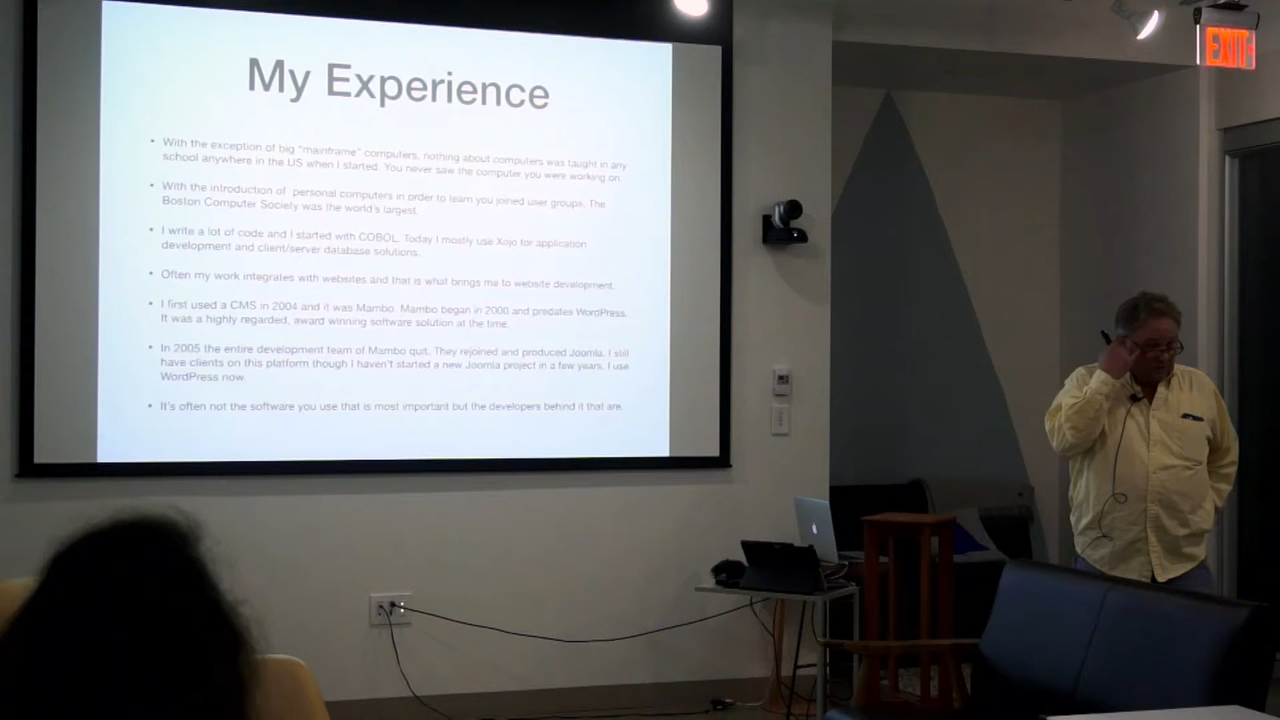 My Experience
• With the exception of big "mainframe" computers, nothing about computers was taught in any
school anywhere in the US when I started. You never saw the computer you were working on.
• With the introduction of  personal computers in order to learn you joined user groups. The
Boston Computer Society was the world's largest.
• I write a lot of code and I started with COBOL. Today I mostly use Xojo for application
development and client/server database solutions.
• Often my work integrates with websites and that is what brings me to website development.
• I first used a CMS in 2004 and it was Mambo. Mambo began in 2000 and predates WordPress.
It was a highly regarded, award winning software solution at the time.
• In 2005 the entire development team of Mambo quit. They rejoined and produced Joomla. I still
have clients on this platform though I haven't started a new Joomla project in a few years. I use
WordPress now.
• It's often not the software you use that is most important but the developers behind it that are.
EXIT